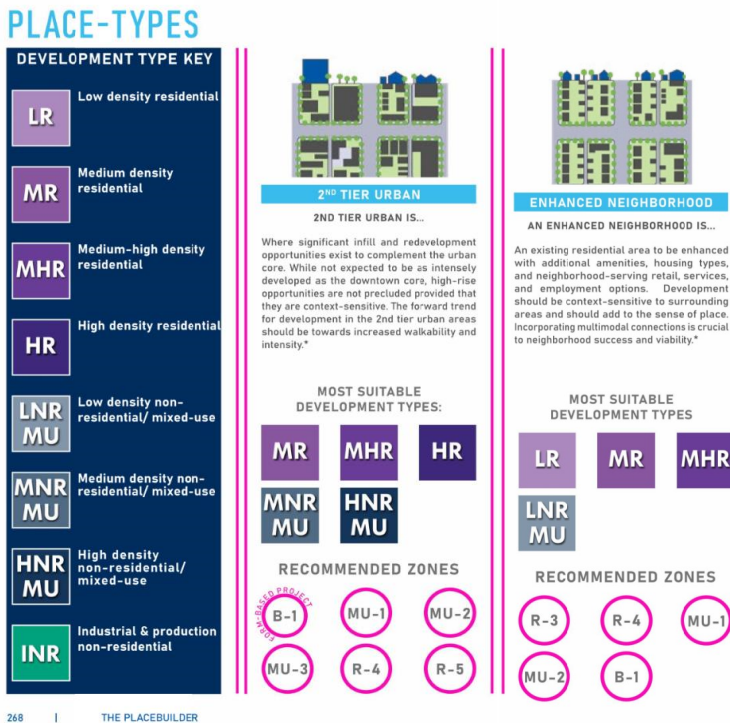 PLACE-TYPES
DEVELOPMENT TYPE KEY
LR
Low density residential
MR
Medium density
residential
MHR
Medium-high density
residential
HR
High density residential
LNR
MU
Low density non-
residential/ mixed-use
MNR
MU
Medium density non-
residential/ mixed-use
HNR
MU
High density
non-residential/
mixed-use
INR
Industrial & production
non-residential
2ND TIER URBAN
2ND TIER URBAN IS...
Where significant infill and redevelopment
opportunities exist to complement the urban
core. While not expected to be as intensely
developed as the downtown core, high-rise
opportunities are not precluded provided that
they are context-sensitive. The forward trend
for development in the 2nd tier urban areas
should be towards increased walkability and
intensity.*
MOST SUITABLE
DEVELOPMENT TYPES:
MR
MHR
HR
MNR
MU
HNR
MU
RECOMMENDED ZONES
FORM-BASED PROJECT
B-1
MU-1
MU-2
MU-3
R-4
R-5
ENHANCED NEIGHBORHOOD
AN ENHANCED NEIGHBORHOOD IS...
An existing residential area to be enhanced
with additional amenities, housing types,
and neighborhood-serving retail, services,
and employment options. Development
should be context-sensitive to surrounding
areas and should add to the sense of place.
Incorporating multimodal connections is crucial
to neighborhood success and viability.*
MOST SUITABLE
DEVELOPMENT TYPES
LR
MR
MHR
LNR
MU
RECOMMENDED ZONES
R-3
R-4
MU-1
MU-2
B-1
268 | THE PLACEBUILDER